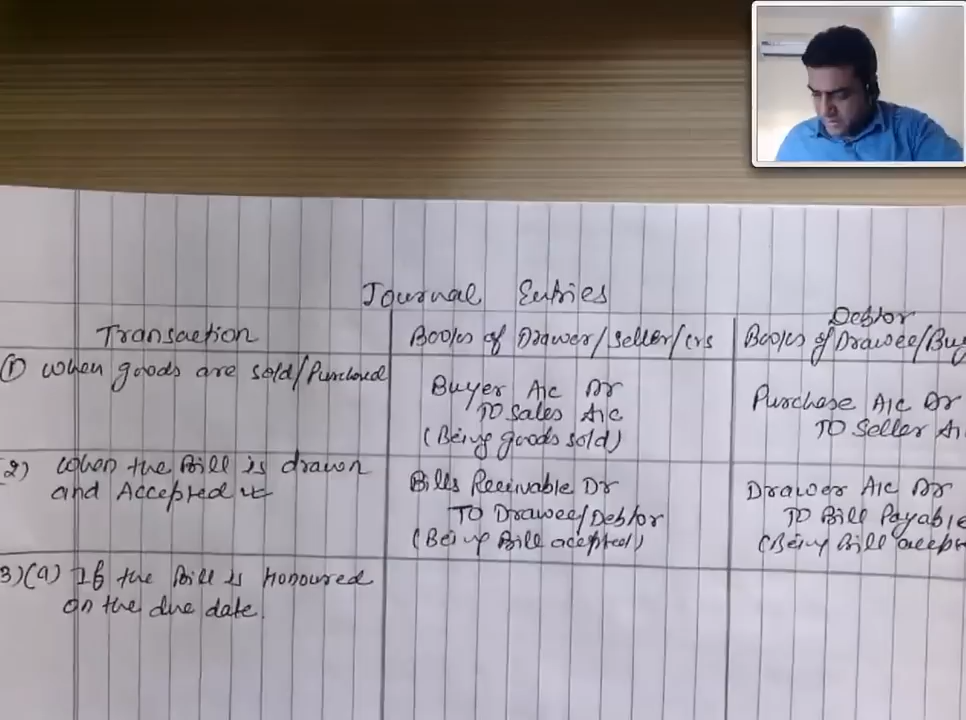 Journal Entries
Transaction
Books of Drawer/Seller/Crs
Debtor
Books of Drawee/Buy
(1) When goods are sold/Purchased
Buyer A/c Dr
TO Sales A/c
(Being goods sold)
Purchase A/c Dr
TO Seller A/
2) When the Bill is drawn
and Accepted it
Bills Receivable Dr
TO Drawee/Debtor
(Being Bill accepted)
Drawer A/c Dr
TO Bill Payable
(Being Bill accept
3)(a) If the Bill is Honoured
on the due date.